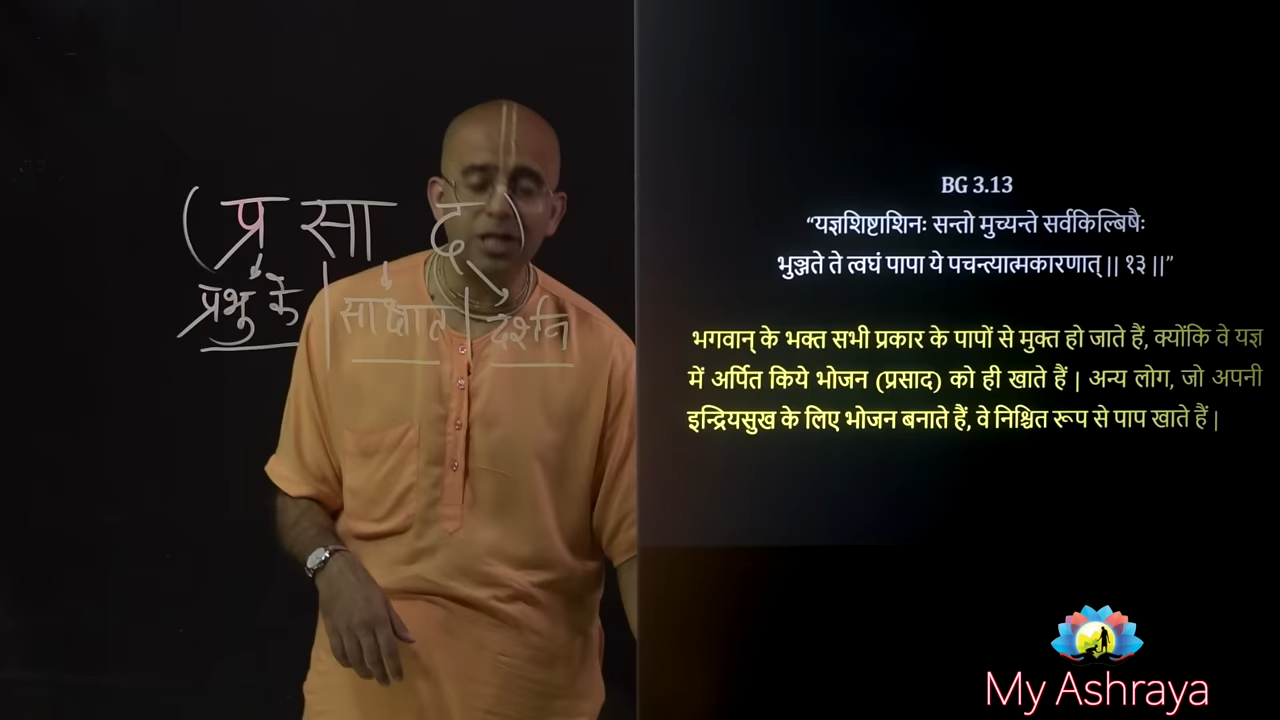 (प्रसाद)
प्रभु के | साक्षात | दर्शन
BG 3.13
“यज्ञशिष्टाशिनः सन्तो मुच्यन्ते सर्वकिल्बिषैः
भुञ्जते ते त्वघं पापा ये पचन्त्यात्मकारणात् || १३ ||”
भगवान् के भक्त सभी प्रकार के पापों से मुक्त हो जाते हैं, क्योंकि वे यज्ञ
में अर्पित किये भोजन (प्रसाद) को ही खाते हैं | अन्य लोग, जो अपनी
इन्द्रियसुख के लिए भोजन बनाते हैं, वे निश्चित रूप से पाप खाते हैं |
My Ashraya